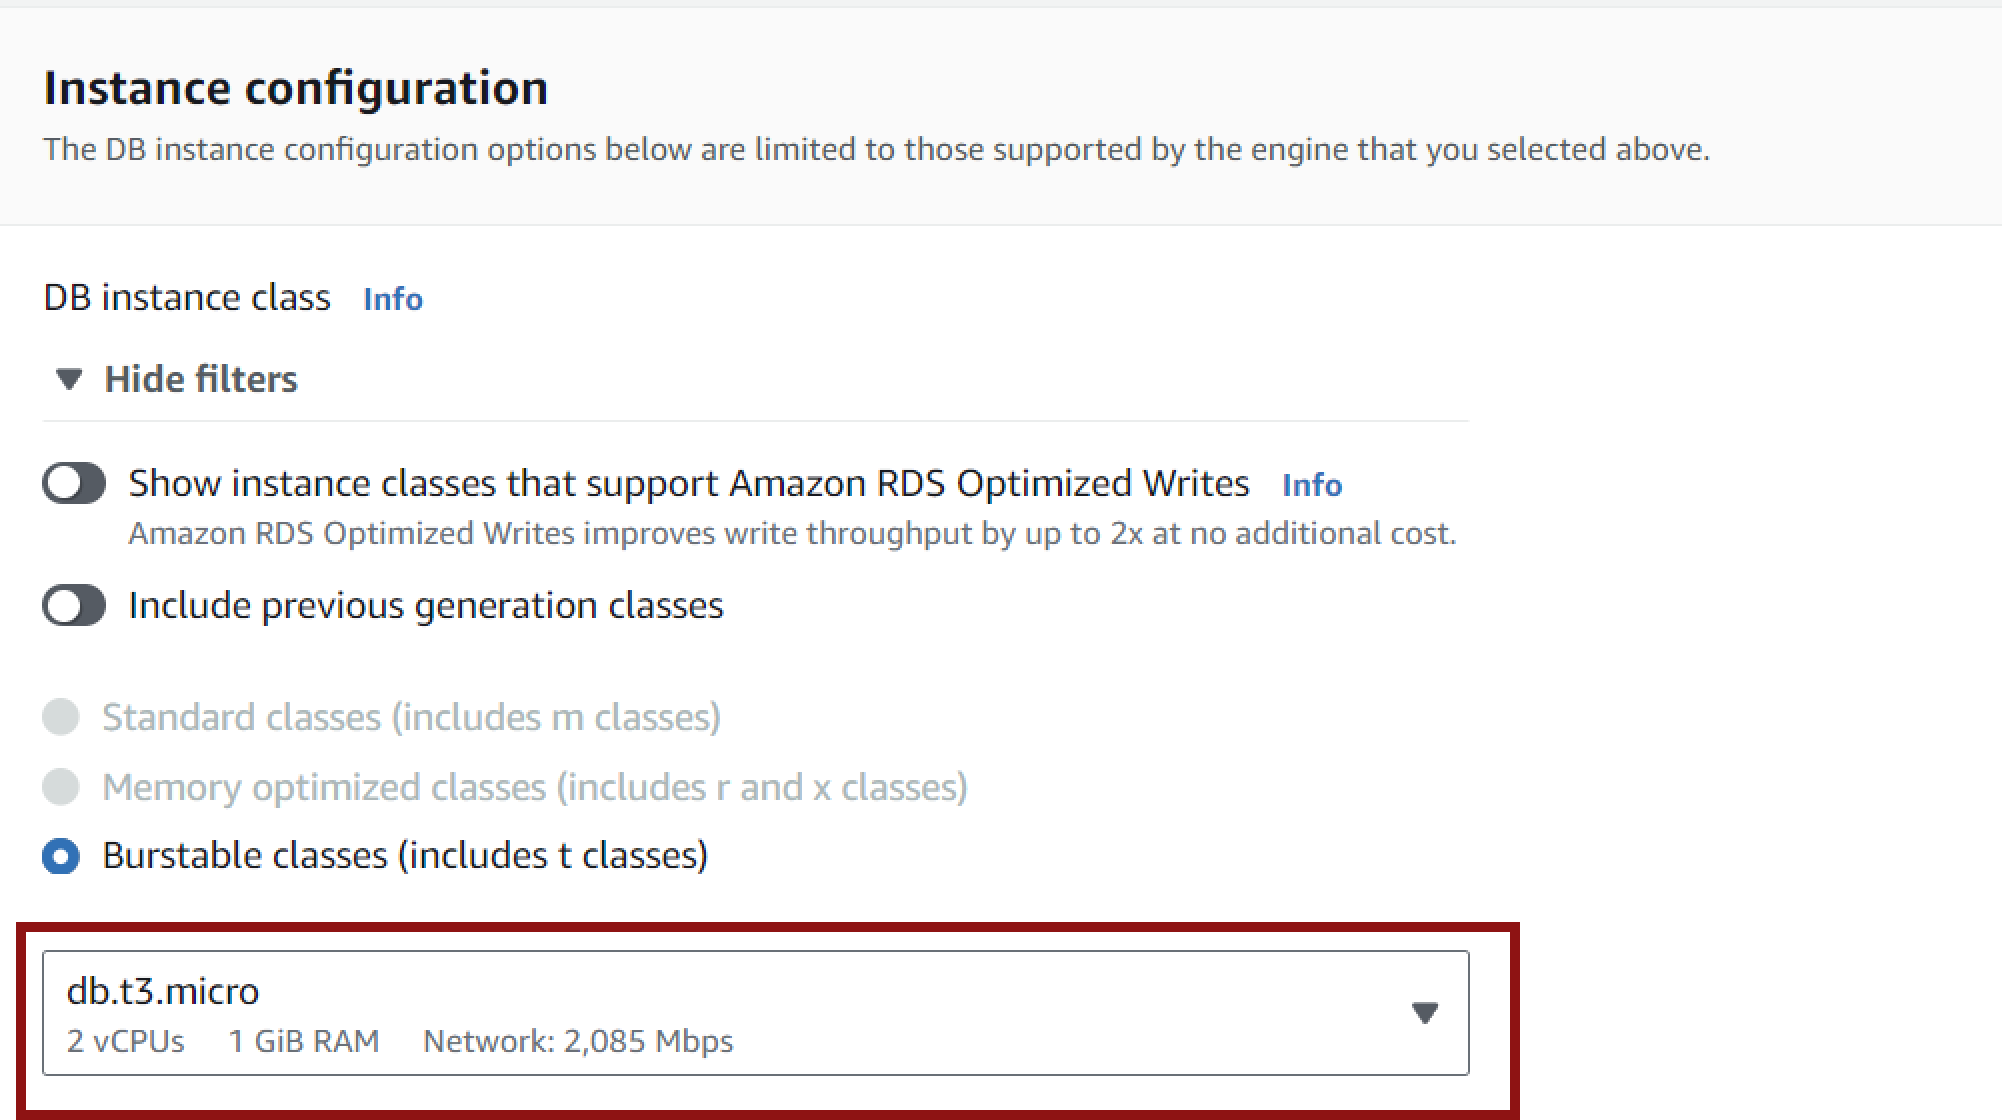 Instance configuration
The DB instance configuration options below are limited to those supported by the engine that you selected above.
DB instance class Info
Hide filters
Show instance classes that support Amazon RDS Optimized Writes Info
Amazon RDS Optimized Writes improves write throughput by up to 2x at no additional cost.
Include previous generation classes
Standard classes (includes m classes)
Memory optimized classes (includes r and x classes)
Burstable classes (includes t classes)
db.t3.micro
2 vCPUs 1 GiB RAM Network: 2,085 Mbps